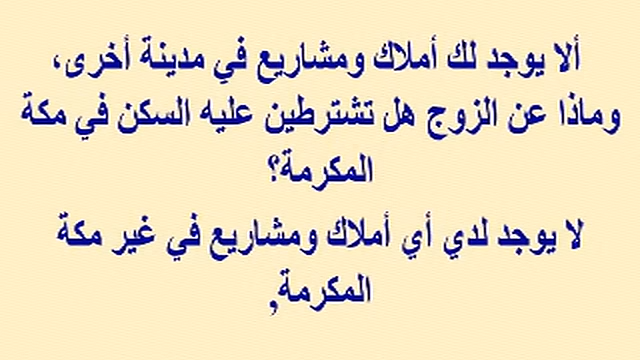 ألا يوجد لك أملاك ومشاريع في مدينة أخرى،
وماذا عن الزوج هل تشترطين عليه السكن في مكة
المكرمة؟
لا يوجد لدي أي أملاك ومشاريع في غير مكة
المكرمة,